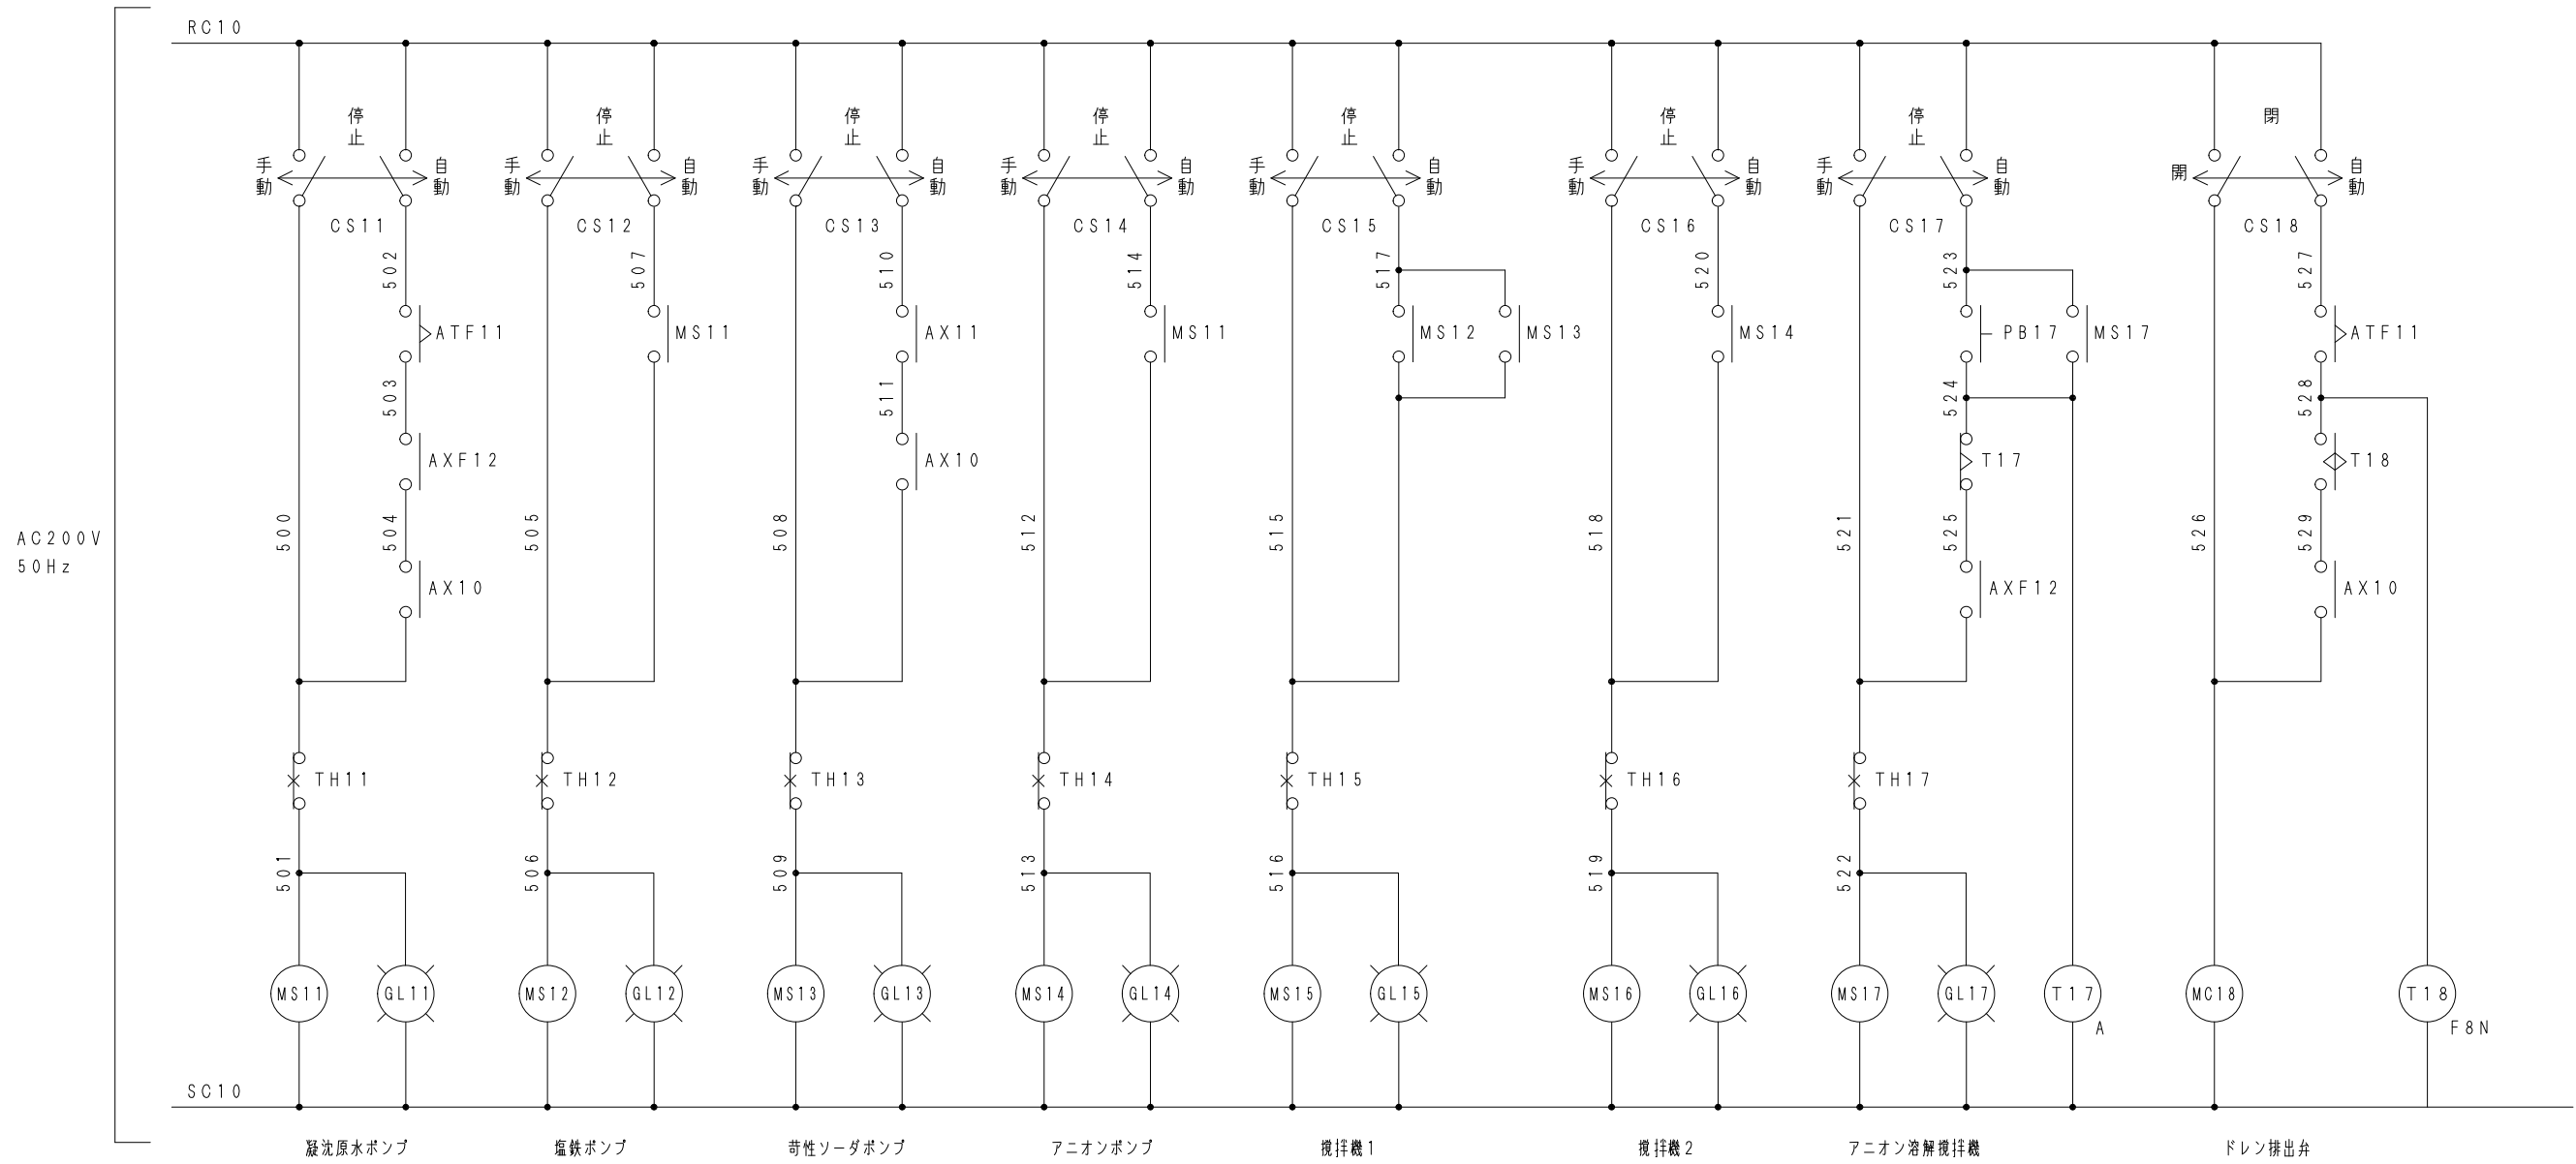 RC10
停止
手動
自動
CS11
停止
手動
自動
CS12
停止
手動
自動
CS13
停止
手動
自動
CS14
停止
手動
自動
CS15
停止
手動
自動
CS16
停止
手動
自動
CS17
閉
開
自動
CS18
502
507
510
514
517
520
523
527
ATF11
MS11
AX11
MS11
MS12
MS13
MS14
PB17
MS17
ATF11
503
511
524
528
AXF12
AX10
T17
T18
AC200V
50Hz
500
504
505
508
512
515
518
521
525
526
529
AX10
AXF12
AX10
TH11
TH12
TH13
TH14
TH15
TH16
TH17
501
506
509
513
516
519
522
MS11
GL11
MS12
GL12
MS13
GL13
MS14
GL14
MS15
GL15
MS16
GL16
MS17
GL17
T17
A
MC18
T18
F8N
SC10
凝沈原水ポンプ
塩鉄ポンプ
苛性ソーダポンプ
アニオンポンプ
撹拌機1
撹拌機2
アニオン溶解撹拌機
ドレン排出弁